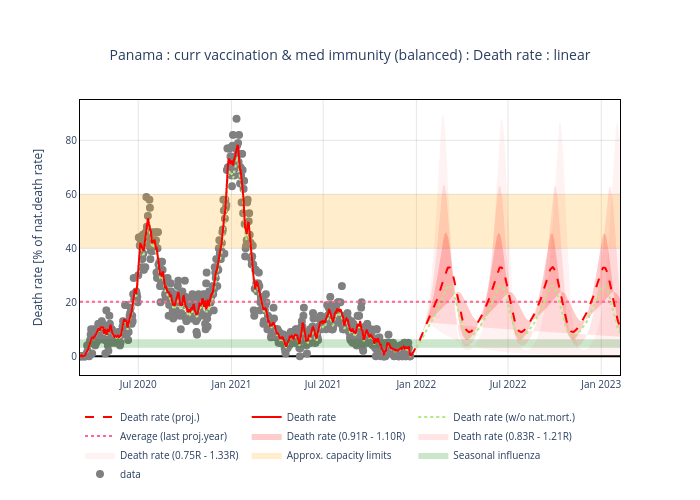 Panama : curr vaccination & med immunity (balanced) : Death rate : linear
Death rate [% of nat.death rate]
80
60
40
20
0
Jul 2020
Jan 2021
Jul 2021
Jan 2022
Jul 2022
Jan 2023
Death rate (proj.)
Death rate
Death rate (w/o nat.mort.)
Average (last proj.year)
Death rate (0.91R - 1.10R)
Death rate (0.83R - 1.21R)
Death rate (0.75R - 1.33R)
Approx. capacity limits
Seasonal influenza
data